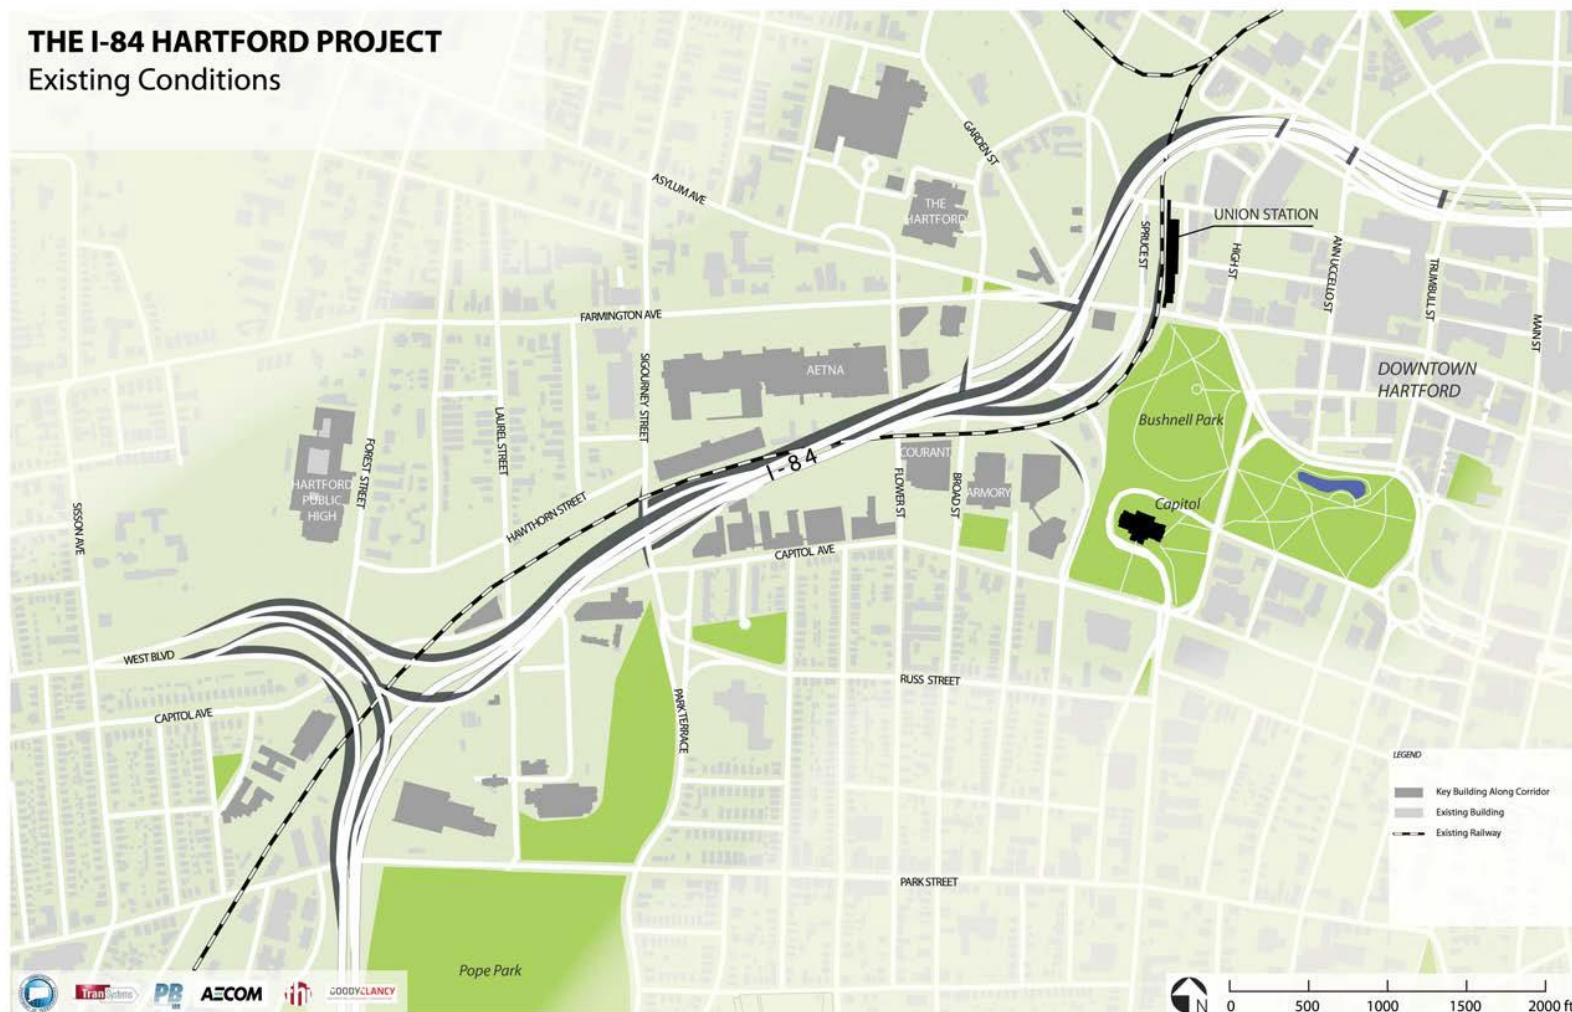 THE I-84 HARTFORD PROJECT
Existing Conditions
GARDEN ST
ASYLUM AVE
THE
HARTFORD
UNION STATION
SPRUCE ST
HIGH ST
ANN UCCELLO ST
TRUMBULL ST
MAIN ST
FARMINGTON AVE
SIGOURNEY STREET
AETNA
DOWNTOWN
HARTFORD
LAUREL STREET
FOREST STREET
Bushnell Park
I-84
COURANT
HARTFORD
PUBLIC
HIGH
HAWTHORN STREET
FLOWER ST
BROAD ST
ARMORY
Capitol
SISSON AVE
CAPITOL AVE
WEST BLVD
RUSS STREET
PARK TERRACE
CAPITOL AVE
LEGEND
Key Building Along Corridor
Existing Building
Existing Railway
PARK STREET
Pope Park
TranSystems
PB
AECOM
fhi
GOODYCLANCY
N
0 500 1000 1500 2000 ft